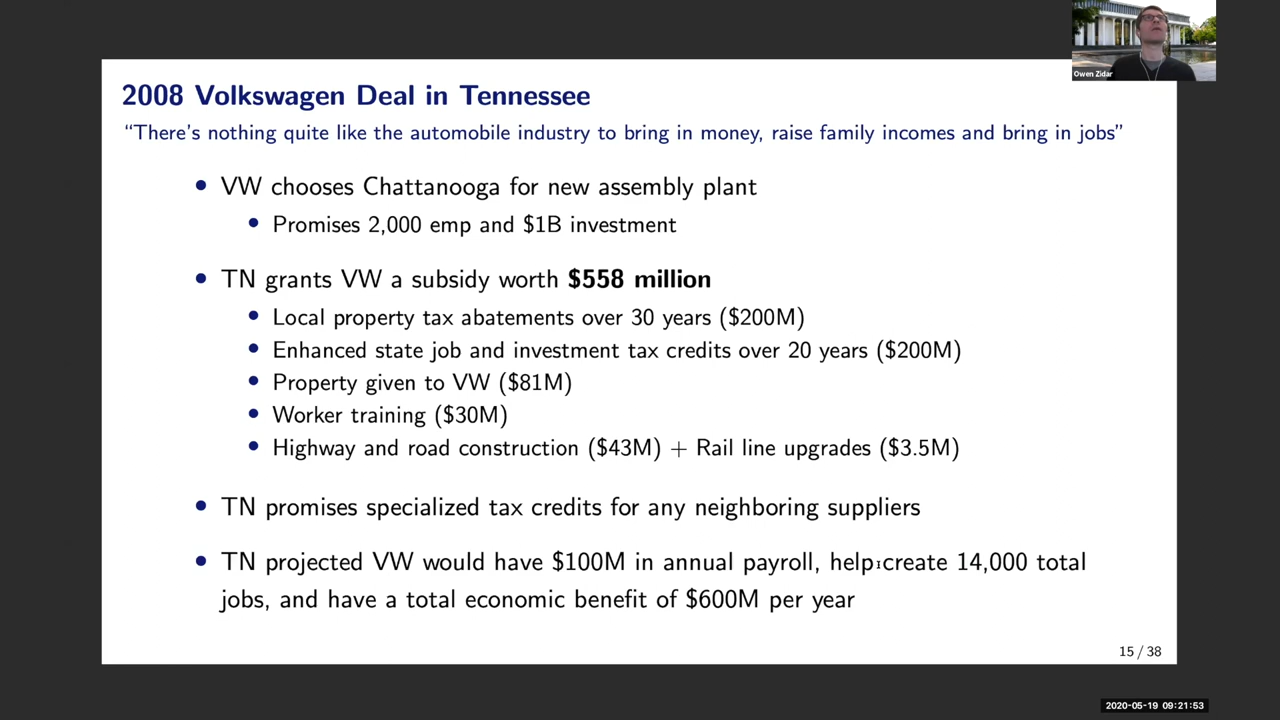 Owen Zidar
2008 Volkswagen Deal in Tennessee
“There’s nothing quite like the automobile industry to bring in money, raise family incomes and bring in jobs”
• VW chooses Chattanooga for new assembly plant
• Promises 2,000 emp and $1B investment
• TN grants VW a subsidy worth $558 million
• Local property tax abatements over 30 years ($200M)
• Enhanced state job and investment tax credits over 20 years ($200M)
• Property given to VW ($81M)
• Worker training ($30M)
• Highway and road construction ($43M) + Rail line upgrades ($3.5M)
• TN promises specialized tax credits for any neighboring suppliers
• TN projected VW would have $100M in annual payroll, help create 14,000 total
jobs, and have a total economic benefit of $600M per year
15 / 38
2020-05-19 09:21:53